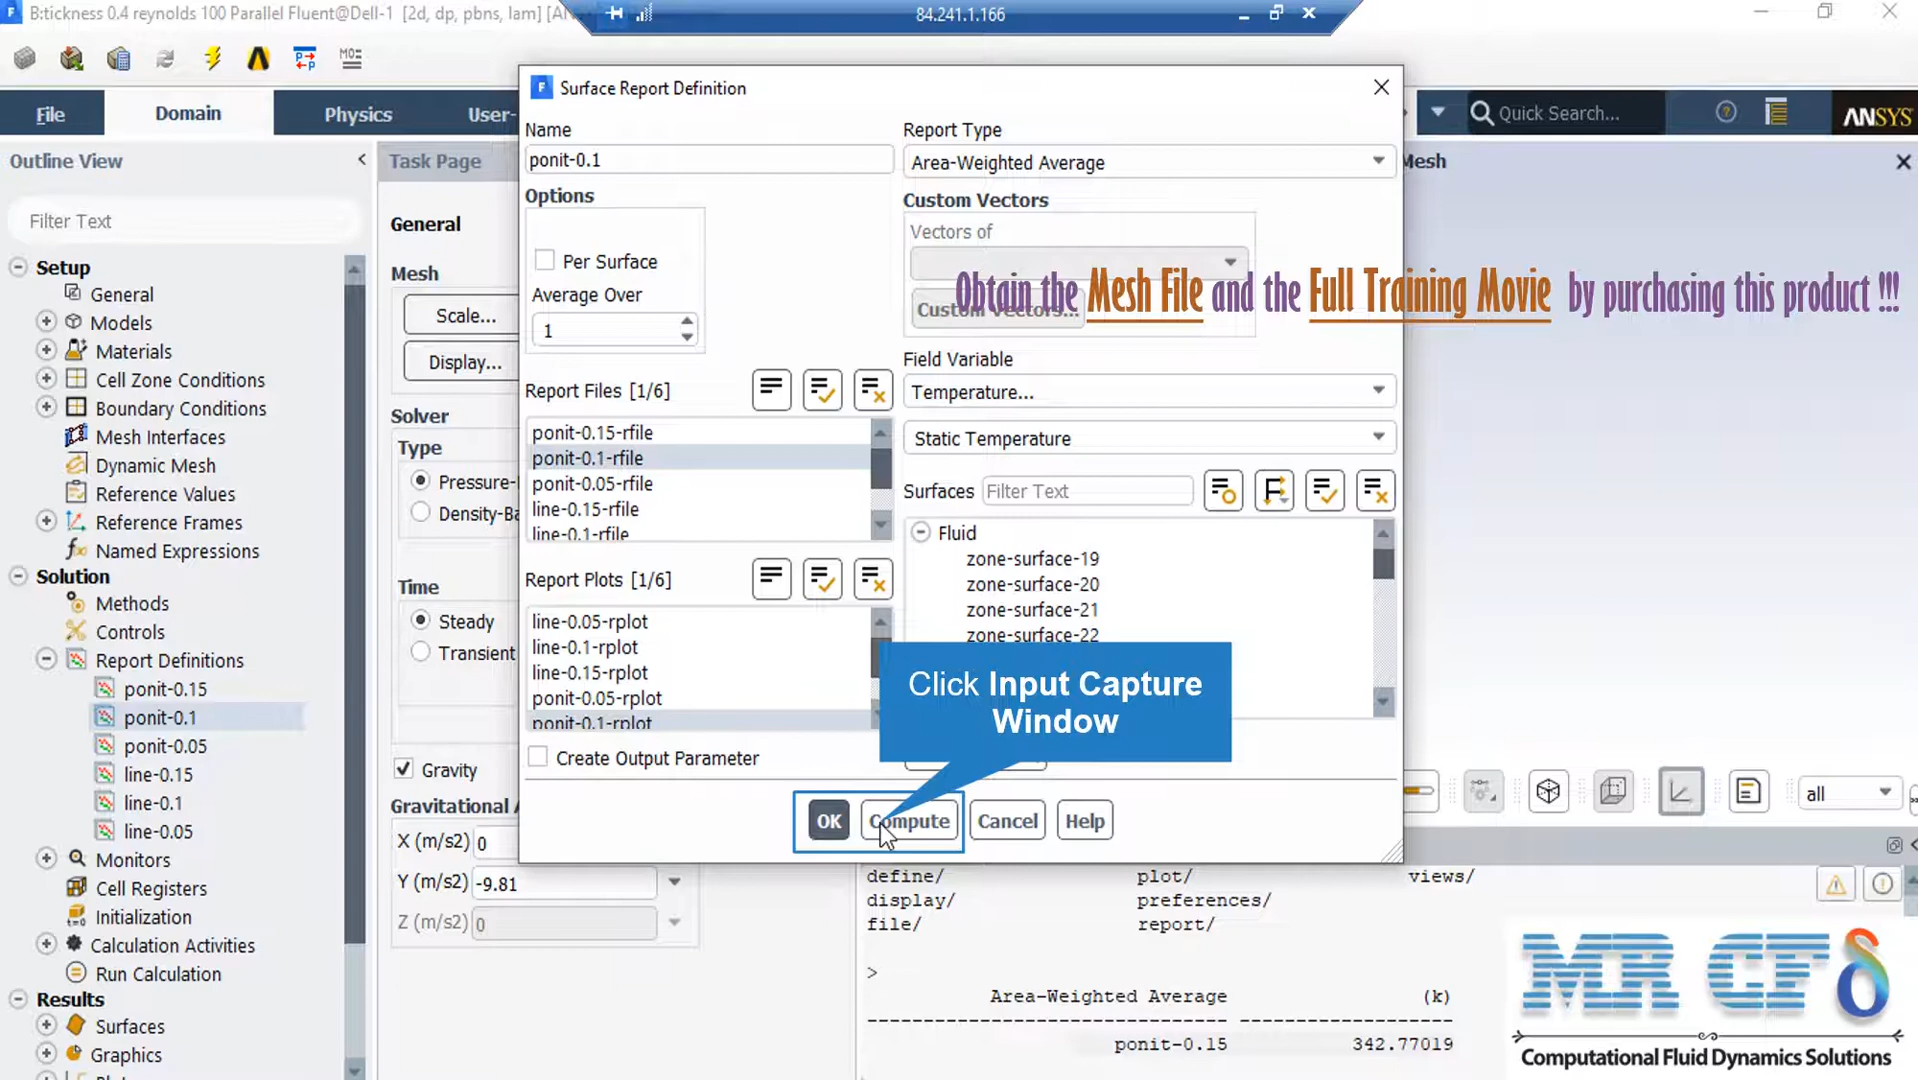 B:tickness 0.4 reynolds 100 Parallel Fluent@Dell-1 [2d, dp, pbns, lam]
84.241.1.166
File
Domain
Physics
User-
Quick Search...
ANSYS
Outline View
Filter Text
Setup
General
Models
Materials
Cell Zone Conditions
Boundary Conditions
Mesh Interfaces
Dynamic Mesh
Reference Values
Reference Frames
Named Expressions
Solution
Methods
Controls
Report Definitions
ponit-0.15
ponit-0.1
ponit-0.05
line-0.15
line-0.1
line-0.05
Monitors
Cell Registers
Initialization
Calculation Activities
Run Calculation
Results
Surfaces
Graphics
Task Page
General
Mesh
Scale...
Display...
Solver
Type
Pressure-
Density-Ba
Time
Steady
Transient
Gravity
Gravitational A
X (m/s2) 0
Y (m/s2) -9.81
Z (m/s2) 0
Surface Report Definition
Name
ponit-0.1
Options
Per Surface
Average Over
1
Report Files [1/6]
ponit-0.15-rfile
ponit-0.1-rfile
ponit-0.05-rfile
line-0.15-rfile
line-0.1-rfile
Report Plots [1/6]
line-0.05-rplot
line-0.1-rplot
line-0.15-rplot
ponit-0.05-rplot
ponit-0.1-rplot
Create Output Parameter
Report Type
Area-Weighted Average
Custom Vectors
Vectors of
Custom Vectors...
Obtain the Mesh File and the Full Training Movie by purchasing this product !!!
Field Variable
Temperature...
Static Temperature
Surfaces
Filter Text
Fluid
zone-surface-19
zone-surface-20
zone-surface-21
zone-surface-22
Click Input Capture
Window
OK
Compute
Cancel
Help
Mesh
all
define/ plot/ views/
display/ preferences/
file/ report/
>
Area-Weighted Average (k)
-------------------------------- -------------------
ponit-0.15 342.77019
MR CFD
Computational Fluid Dynamics Solutions